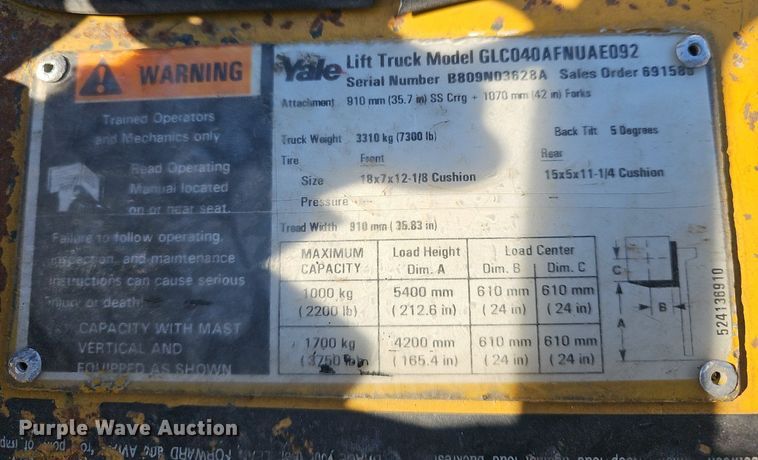 WARNING
Trained Operators
and Mechanics only
Read Operating
Manual located
on or near seat.
Failure to follow operating,
inspection, and maintenance
instructions can cause serious
injury or death.
CAPACITY WITH MAST
VERTICAL AND
EQUIPPED AS SHOWN
Yale Lift Truck Model GLC040AFNUAE092
Serial Number B809N03628A Sales Order 691588
Attachment 910 mm (35.7 in) SS Crrg + 1070 mm (42 in) Forks
Truck Weight 3310 kg (7300 lb) Back Tilt 5 Degrees
Tire Front Rear
Size 18x7x12-1/8 Cushion 15x5x11-1/4 Cushion
Pressure
Tread Width 910 mm ( 35.83 in)
MAXIMUM CAPACITY Load Height Dim. A Load Center Dim. B Dim. C
1000 kg 5400 mm 610 mm 610 mm
(2200 lb) ( 212.6 in) ( 24 in) ( 24 in)
1700 kg 4200 mm 610 mm 610 mm
( 3750 lb) ( 165.4 in) ( 24 in) ( 24 in)
C
A
B
524136910
Purple Wave Auction
FORWARD and